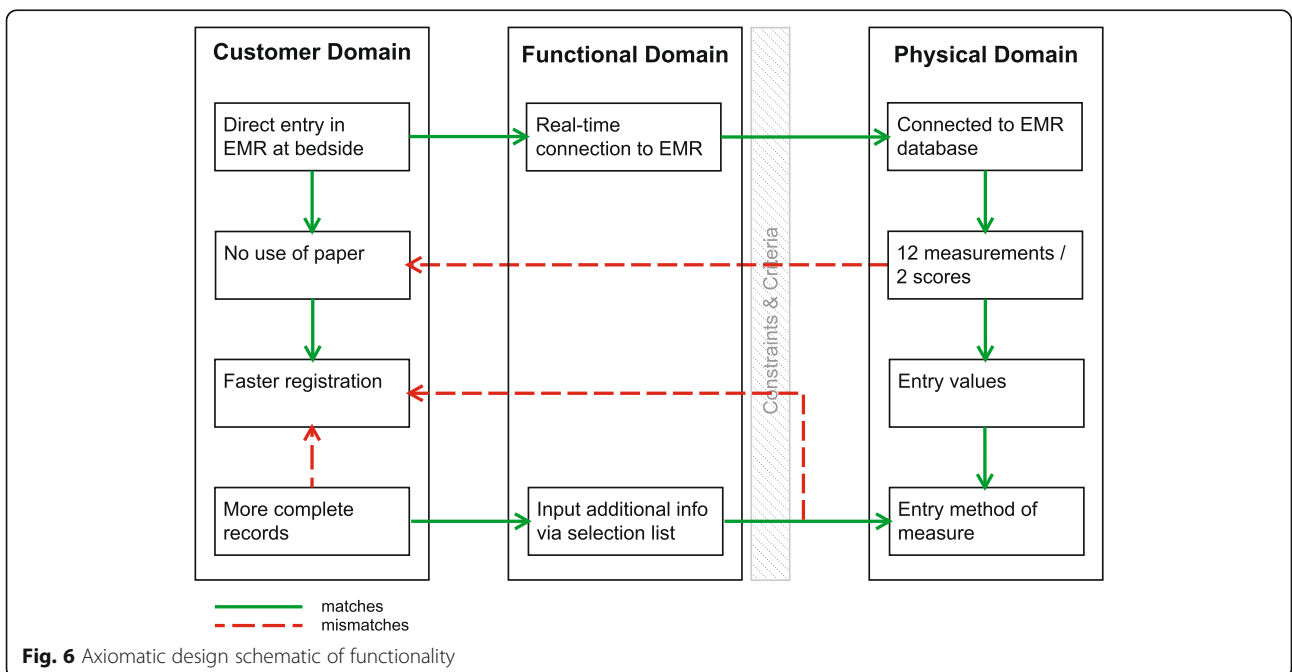 Customer Domain
Functional Domain
Physical Domain
Direct entry in
EMR at bedside
Real-time
connection to EMR
Connected to EMR
database
No use of paper
12 measurements /
2 scores
Constraints & Criteria
Faster registration
Entry values
More complete
records
Input additional info
via selection list
Entry method of
measure
matches
mismatches
Fig. 6 Axiomatic design schematic of functionality